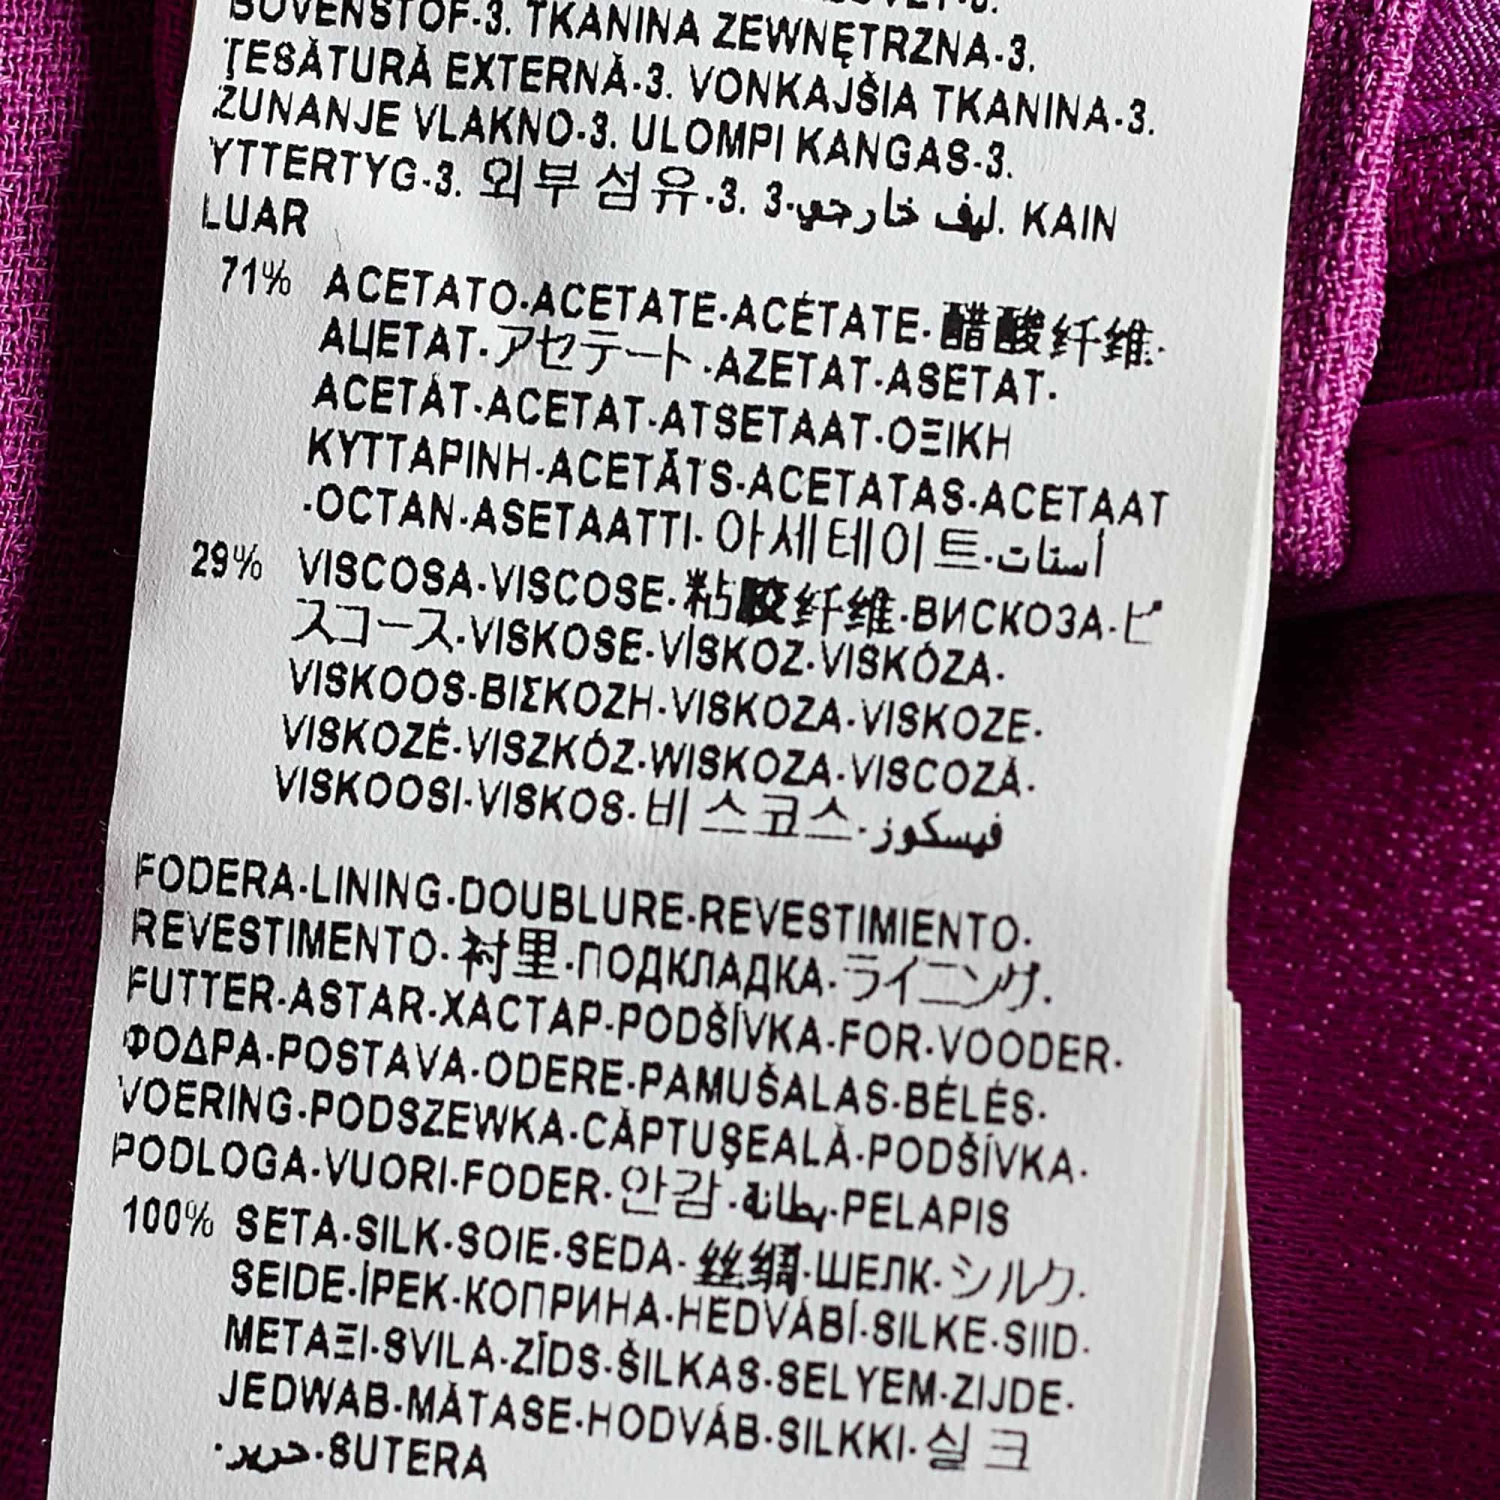 BOVENSTOF-3. TKANINA ZEWNĘTRZNA-3.
ŢESĂTURĂ EXTERNĂ-3. VONKAJŠIA TKANINA-3.
ZUNANJE VLAKNO-3. ULOMPI KANGAS-3.
YTTERTYG-3. 외부 섬유-3. 3-ليف خارجي. KAIN
LUAR
71% ACETATO-ACETATE-ACÉTATE-醋酸纤维-
АЦЕТАТ-アセテート-AZETAT-ASETAT-
ACETÁT-ACETAT-ATSETAAT-ΟΞΙΚΗ
ΚΥΤΤΑΡΙΝΗ-ACETĀTS-ACETATAS-ACETAAT
-OCTAN-ASETAATTI-아세테이트-أستات
29% VISCOSA-VISCOSE-粘胶纤维-ВИСКОЗА-ビ
スコース-VISKOSE-VİSKOZ-VISKÓZA-
VISKOOS-ΒΙΣΚΟΖΗ-VISKOZA-VISKOZE-
VISKOZĖ-VISZKÓZ-WISKOZA-VISCOZĂ-
VISKOOSI-VISKOS-비스코스-فيسكوز
FODERA-LINING-DOUBLURE-REVESTIMIENTO-
REVESTIMENTO-衬里-ПОДКЛАДКА-ライニング-
FUTTER-ASTAR-ХАСТАР-PODŠÍVKA-FOR-VOODER-
ΦΟΔΡΑ-POSTAVA-ODERE-PAMUŠALAS-BÉLÉS-
VOERING-PODSZEWKA-CĂPTUŞEALĂ-PODŠÍVKA-
PODLOGA-VUORI-FODER-안감-بطانة-PELAPIS
100% SETA-SILK-SOIE-SEDA-丝绸-ШЕЛК-シルク-
SEIDE-İPEK-КОПРИНА-HEDVÁBÍ-SILKE-SIID-
ΜΕΤΑΞΙ-SVILA-ZĪDS-ŠILKAS-SELYEM-ZIJDE-
JEDWAB-MĂTASE-HODVÁB-SILKKI-실크
-حرير-SUTERA